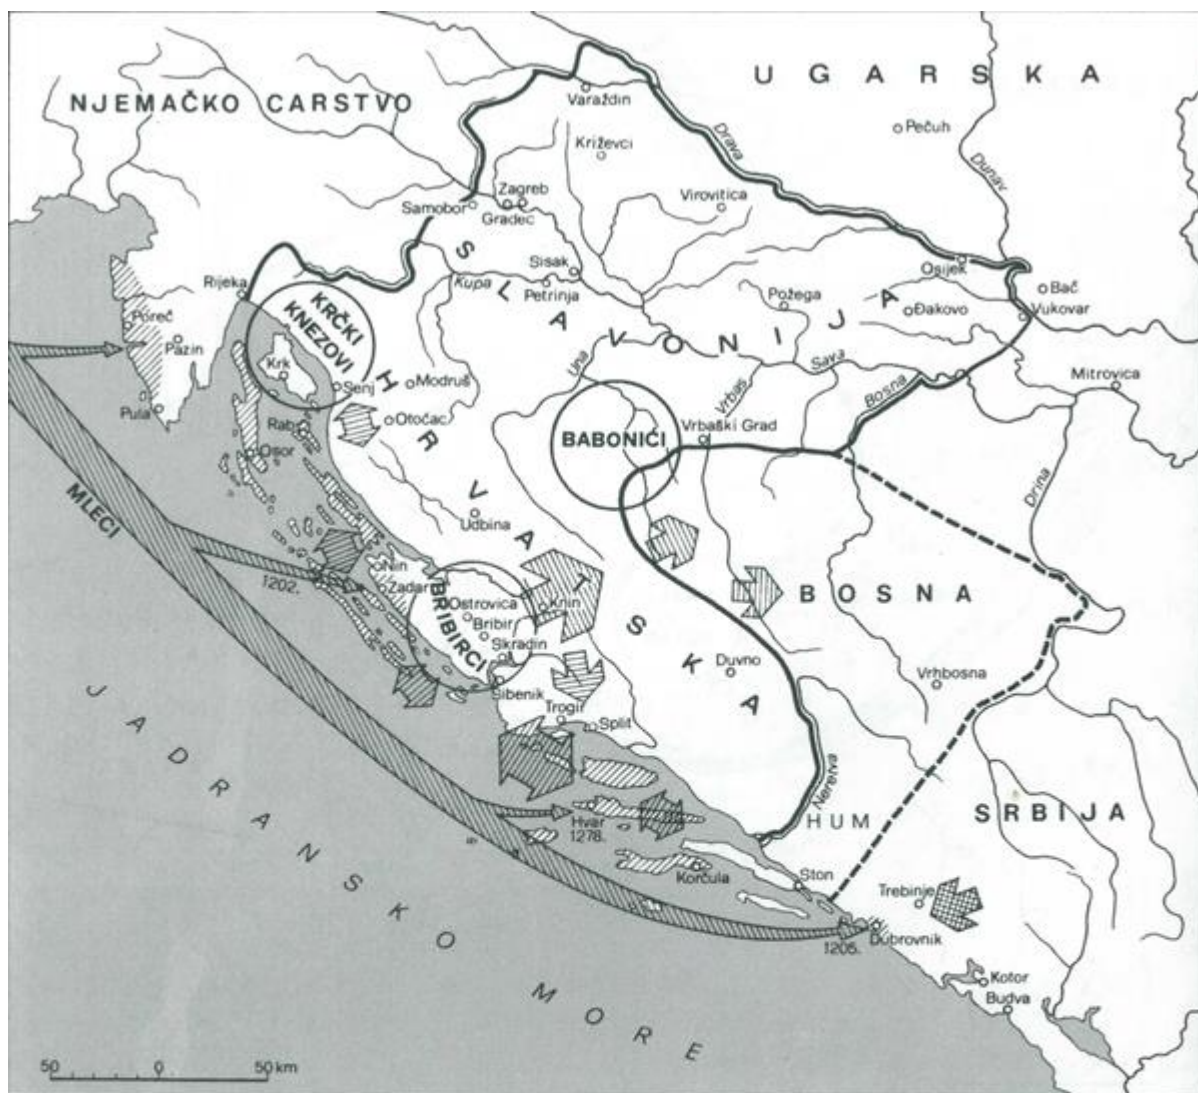 UGARSKA
NJEMAČKO CARSTVO
Varaždin
Pečuh
Križevci
Drava
Dunav
Zagreb
Virovitica
Samobor
Gradec
SLAVONIJA
Sisak
Osijek
Rijeka
Kupa
Petrinja
Požega
Bač
Đakovo
Vukovar
KRČKI
KNEZOVI
Poreč
Pazin
Krk
Senj
HRVATSKA
Modruš
Una
Sava
Vrbas
Bosna
Mitrovica
Pula
Rab
Otočac
Osor
BABONIĆI
Vrbaški Grad
MLECI
Udbina
Drina
1202.
Nin
Zadar
BRIBIRCI
Ostrovica
Bribir
Knin
Skradin
BOSNA
Šibenik
Duvno
Vrhbosna
Trogir
Split
JADRANSKO MORE
Neretva
Hvar
1278.
HUM
SRBIJA
Korčula
Ston
Trebinje
1205.
Dubrovnik
Kotor
Budva
50 0 50 km